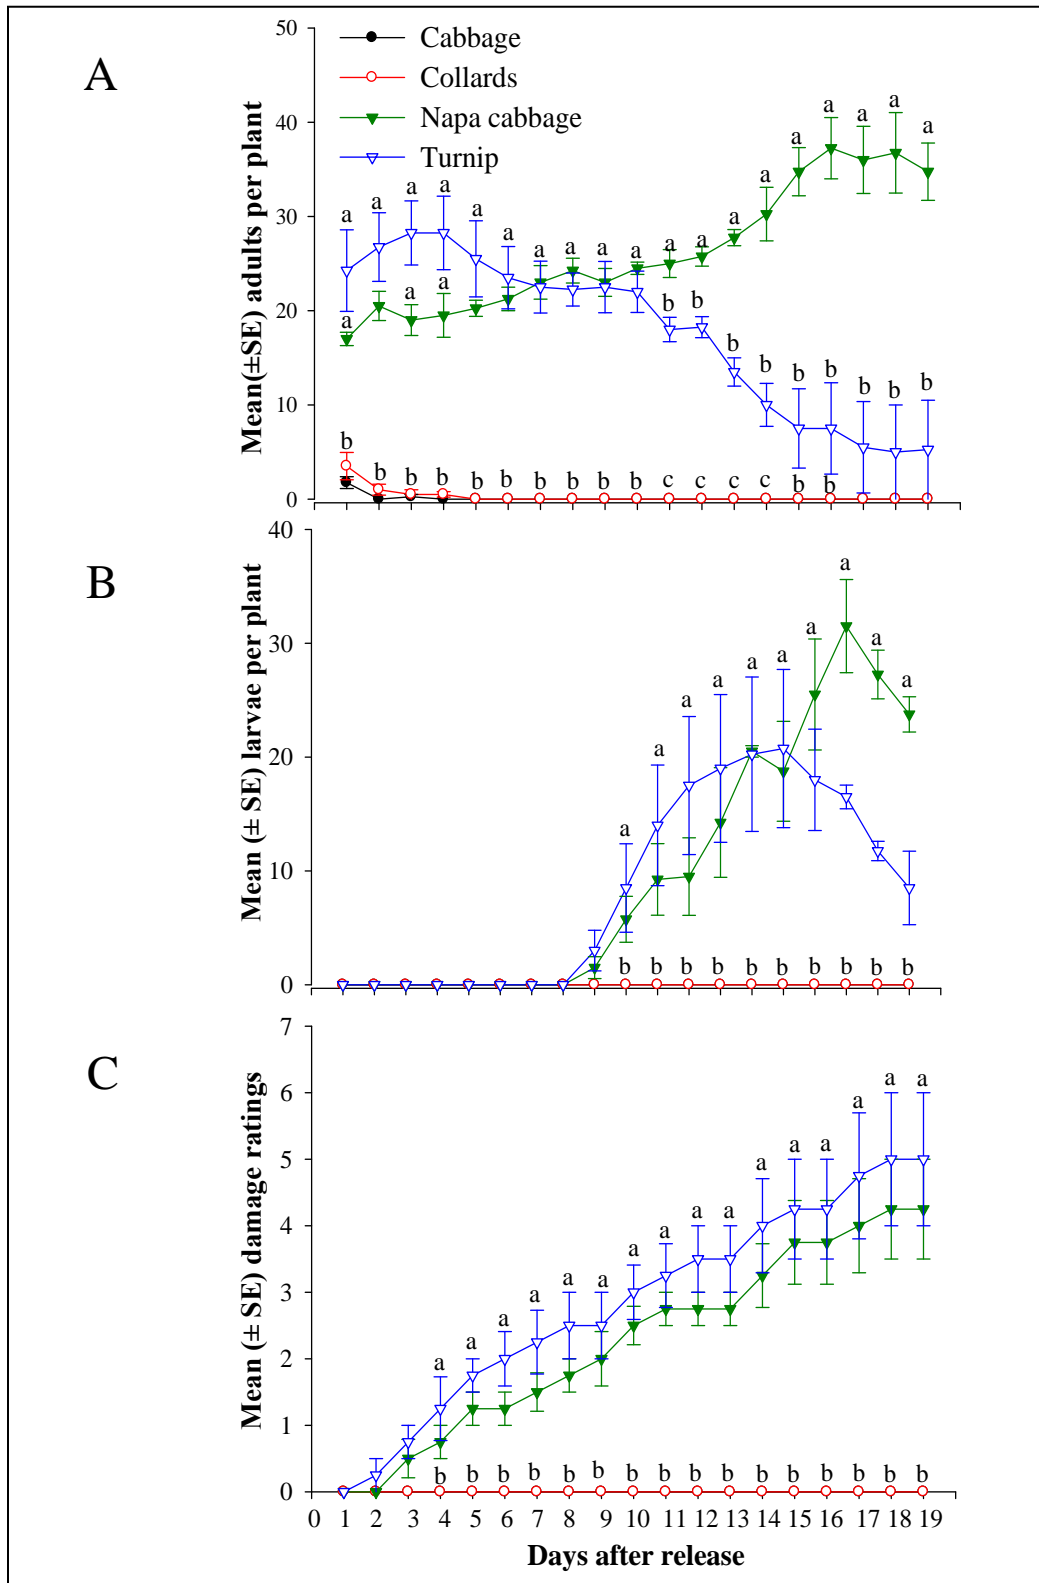 A
Mean(±SE) adults per plant
50
40
30
20
10
0
Cabbage
Collards
Napa cabbage
Turnip
a a a a a a a a a a a a a a a a a a a
a a a
b b b b b b b b b
b b b b b b b b b b c c c c b b
B
Mean (± SE) larvae per plant
40
30
20
10
0
a a a a a a a a a a
b b b b b b b b b b
C
Mean (± SE) damage ratings
7
6
5
4
3
2
1
0
a a a a a a a a a a a a a a a a
b b b b b b b b b b b b b b b b
0 1 2 3 4 5 6 7 8 9 10 11 12 13 14 15 16 17 18 19
Days after release